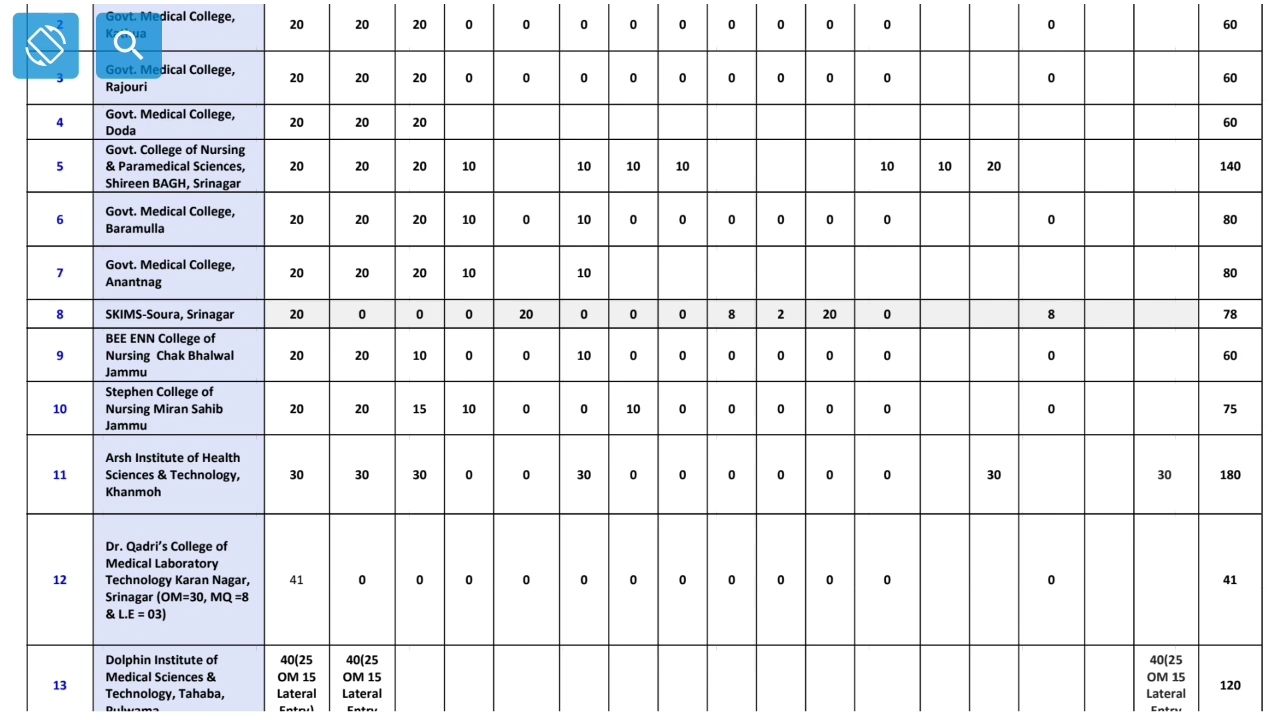 2 Govt. Medical College, 20 20 20 0 0 0 0 0 0 0 0 0 0 60
Kathua
3 Govt. Medical College, 20 20 20 0 0 0 0 0 0 0 0 0 0 60
Rajouri
4 Govt. Medical College, 20 20 20 60
Doda
Govt. College of Nursing
5 & Paramedical Sciences, 20 20 20 10 10 10 10 10 10 20 140
Shireen BAGH, Srinagar
6 Govt. Medical College, 20 20 20 10 0 10 0 0 0 0 0 0 0 80
Baramulla
7 Govt. Medical College, 20 20 20 10 10 80
Anantnag
8 SKIMS-Soura, Srinagar 20 0 0 0 20 0 0 0 8 2 20 0 8 78
BEE ENN College of
9 Nursing Chak Bhalwal 20 20 10 0 0 10 0 0 0 0 0 0 0 60
Jammu
Stephen College of
10 Nursing Miran Sahib 20 20 15 10 0 0 10 0 0 0 0 0 0 75
Jammu
Arsh Institute of Health
11 Sciences & Technology, 30 30 30 0 0 30 0 0 0 0 0 0 30 30 180
Khanmoh
Dr. Qadri’s College of
Medical Laboratory
12 Technology Karan Nagar, 41 0 0 0 0 0 0 0 0 0 0 0 0 41
Srinagar (OM=30, MQ =8
& L.E = 03)
Dolphin Institute of 40(25 40(25 40(25
Medical Sciences & OM 15 OM 15 OM 15
13 Technology, Tahaba, Lateral Lateral Lateral 120
Pulwama Entry) Entry Entry